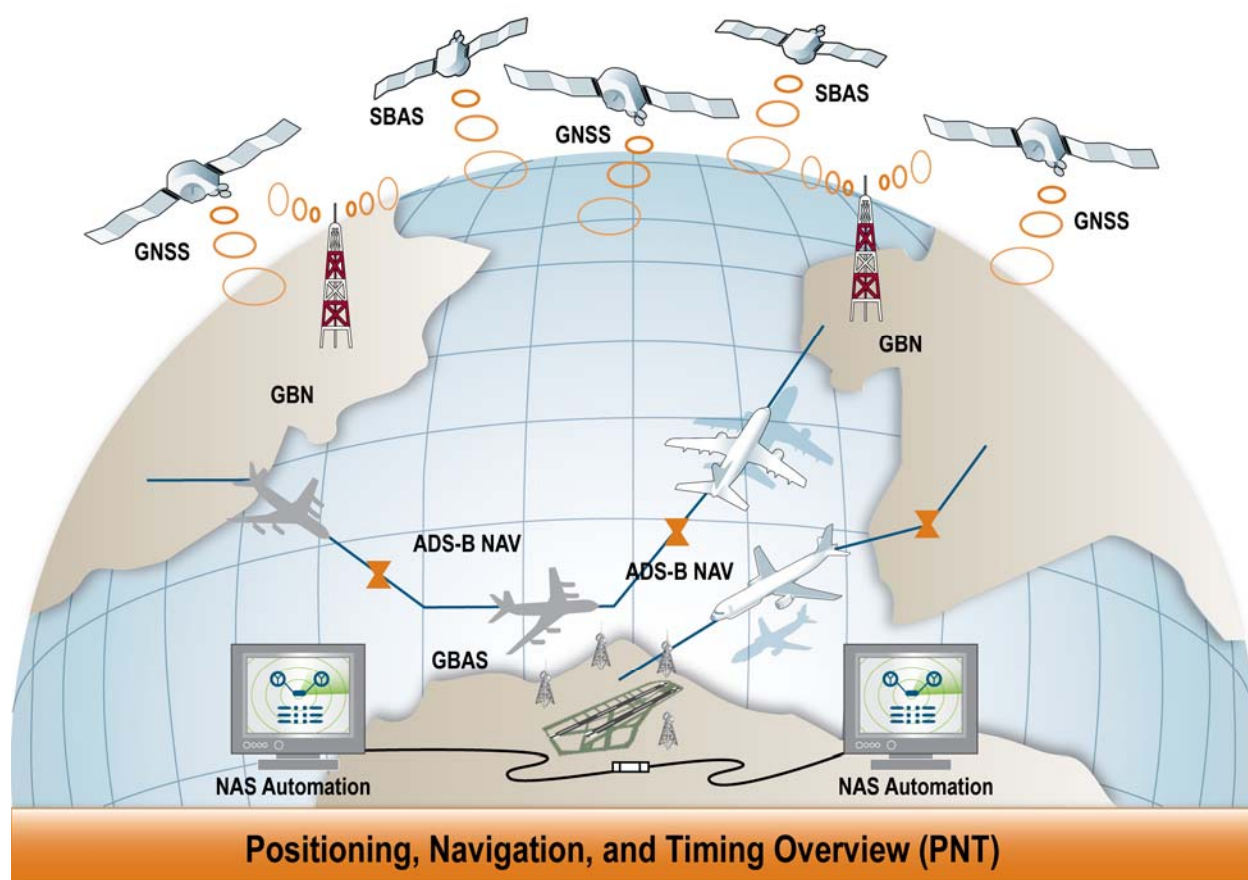 SBAS
SBAS
GNSS
GNSS
GNSS
GBN
GBN
ADS-B NAV
ADS-B NAV
GBAS
NAS Automation
NAS Automation
Positioning, Navigation, and Timing Overview (PNT)